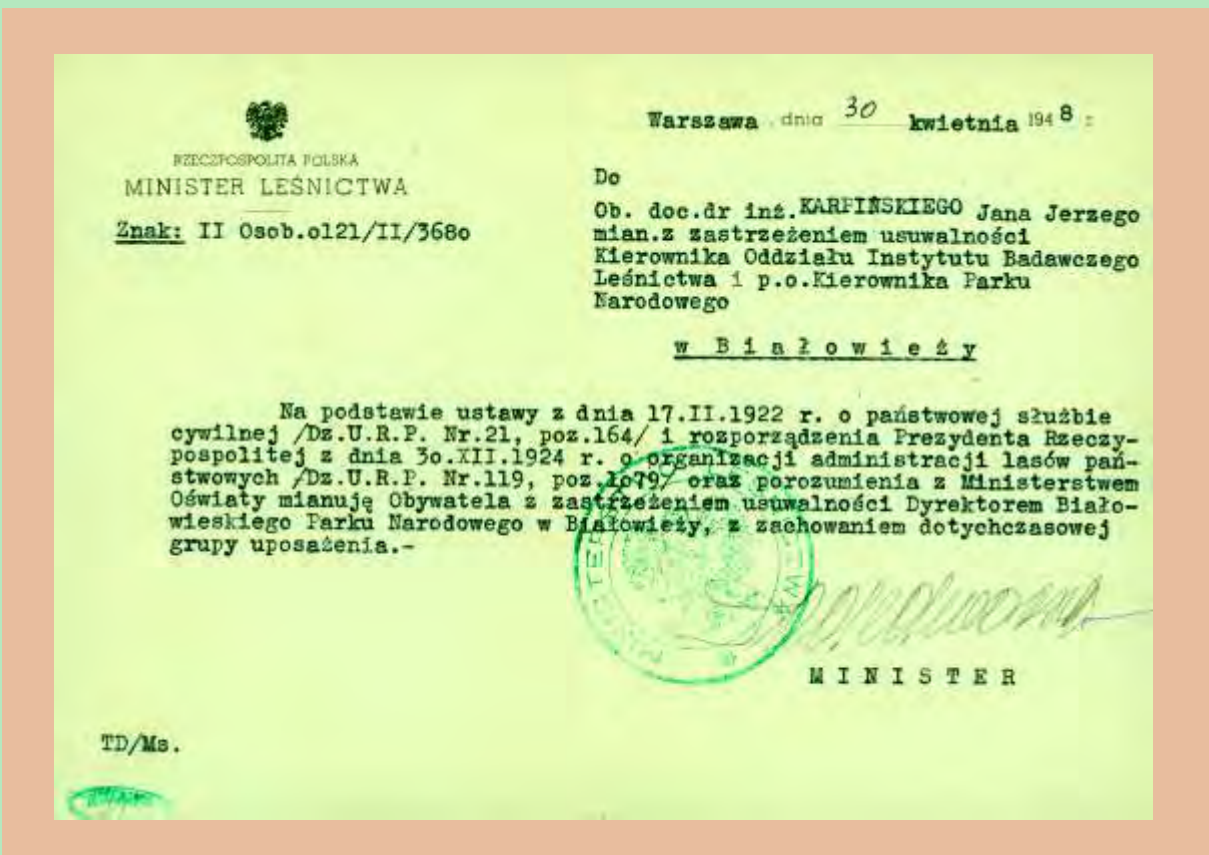 RZECZPOSPOLITA POLSKA
MINISTER LEŚNICTWA
Znak: II Osob.o121/II/368o
Warszawa dnia 30 kwietnia 1948 r
Do
Ob. doc.dr inż.KARPIŃSKIEGO Jana Jerzego
mian.z zastrzeżeniem usuwalności
Kierownika Oddziału Instytutu Badawczego
Leśnictwa i p.o.Kierownika Parku
Narodowego
w Białowieży
Na podstawie ustawy z dnia 17.II.1922 r. o państwowej służbie
cywilnej /Dz.U.R.P. Nr.21, poz.164/ i rozporządzenia Prezydenta Rzeczy-
pospolitej z dnia 3o.XII.1924 r. o organizacji administracji lasów pań-
stwowych /Dz.U.R.P. Nr.119, poz.1o79/ oraz porozumienia z Ministerstwem
Oświaty mianuję Obywatela z zastrzeżeniem usuwalności Dyrektorem Biało-
wieskiego Parku Narodowego w Białowieży, z zachowaniem dotychczasowej
grupy uposażenia.-
MINISTER
TD/Ms.